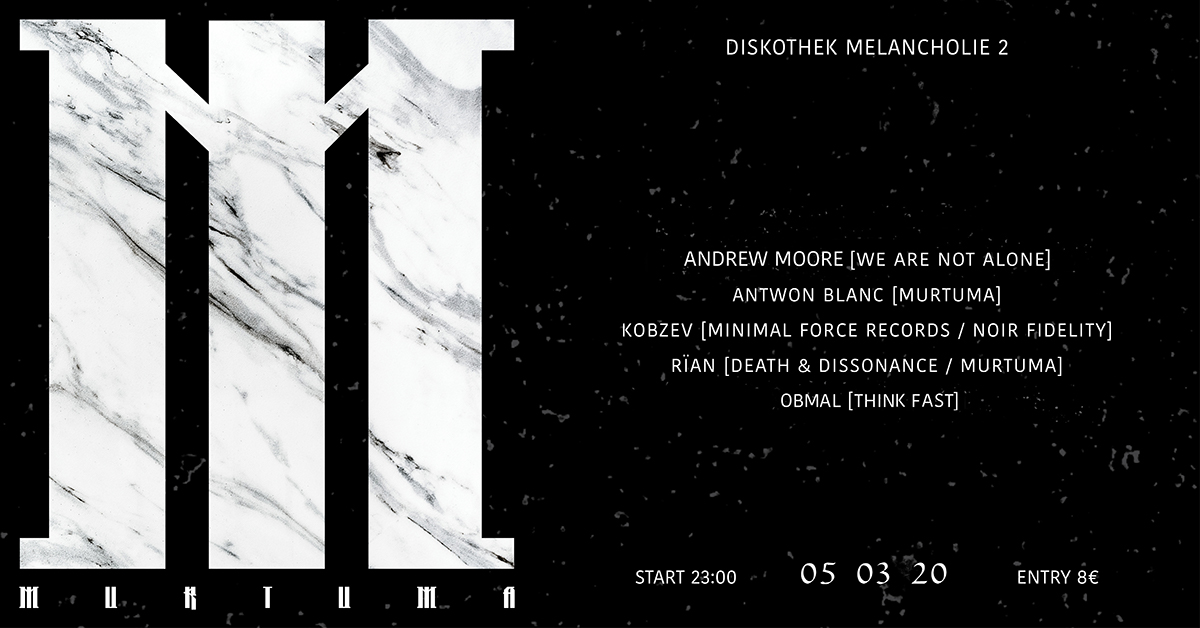 MURTUMA
DISKOTHEK MELANCHOLIE 2
ANDREW MOORE [WE ARE NOT ALONE]
ANTWON BLANC [MURTUMA]
KOBZEV [MINIMAL FORCE RECORDS / NOIR FIDELITY]
RÏAN [DEATH & DISSONANCE / MURTUMA]
OBMAL [THINK FAST]
START 23:00 05 03 20 ENTRY 8€